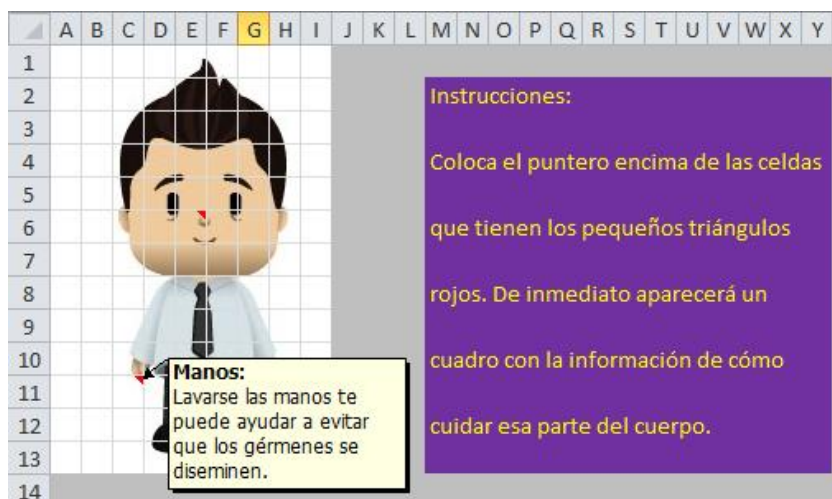 A B C D E F G H I J K L M N O P Q R S T U V W X Y
1
2
3
4
5
6
7
8
9
10
11
12
13
14
Instrucciones:
Coloca el puntero encima de las celdas
que tienen los pequeños triángulos
rojos. De inmediato aparecerá un
cuadro con la información de cómo
cuidar esa parte del cuerpo.
Manos:
Lavarse las manos te
puede ayudar a evitar
que los gérmenes se
diseminen.